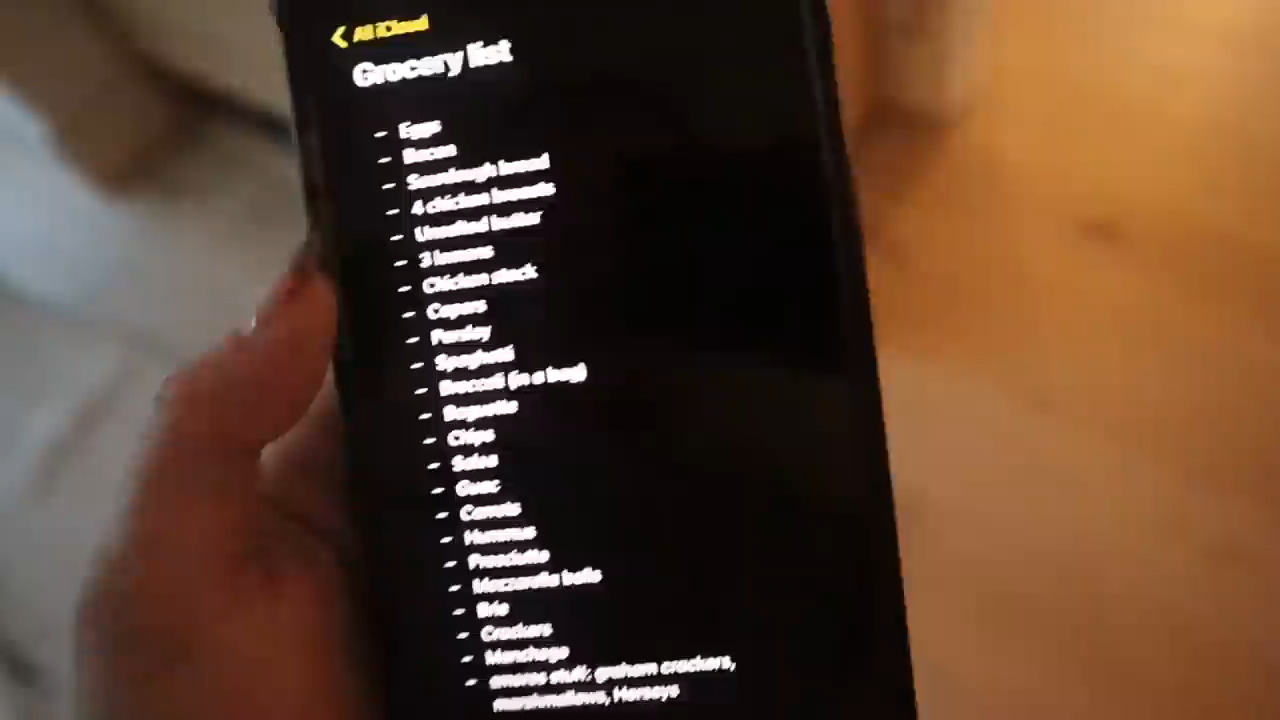 All iCloud
Grocery list
- Eggs
- Bacon
- Sourdough bread
- 4 chicken breasts
- Unsalted butter
- 3 lemons
- Chicken stock
- Capers
- Parsley
- Spaghetti
- Broccoli (in a bag)
- Baguette
- Chips
- Salsa
- Guac
- Carrots
- Hummus
- Prosciutto
- Mozzarella balls
- Brie
- Crackers
- Manchego
- smores stuff: graham crackers,
marshmallows, Herseys